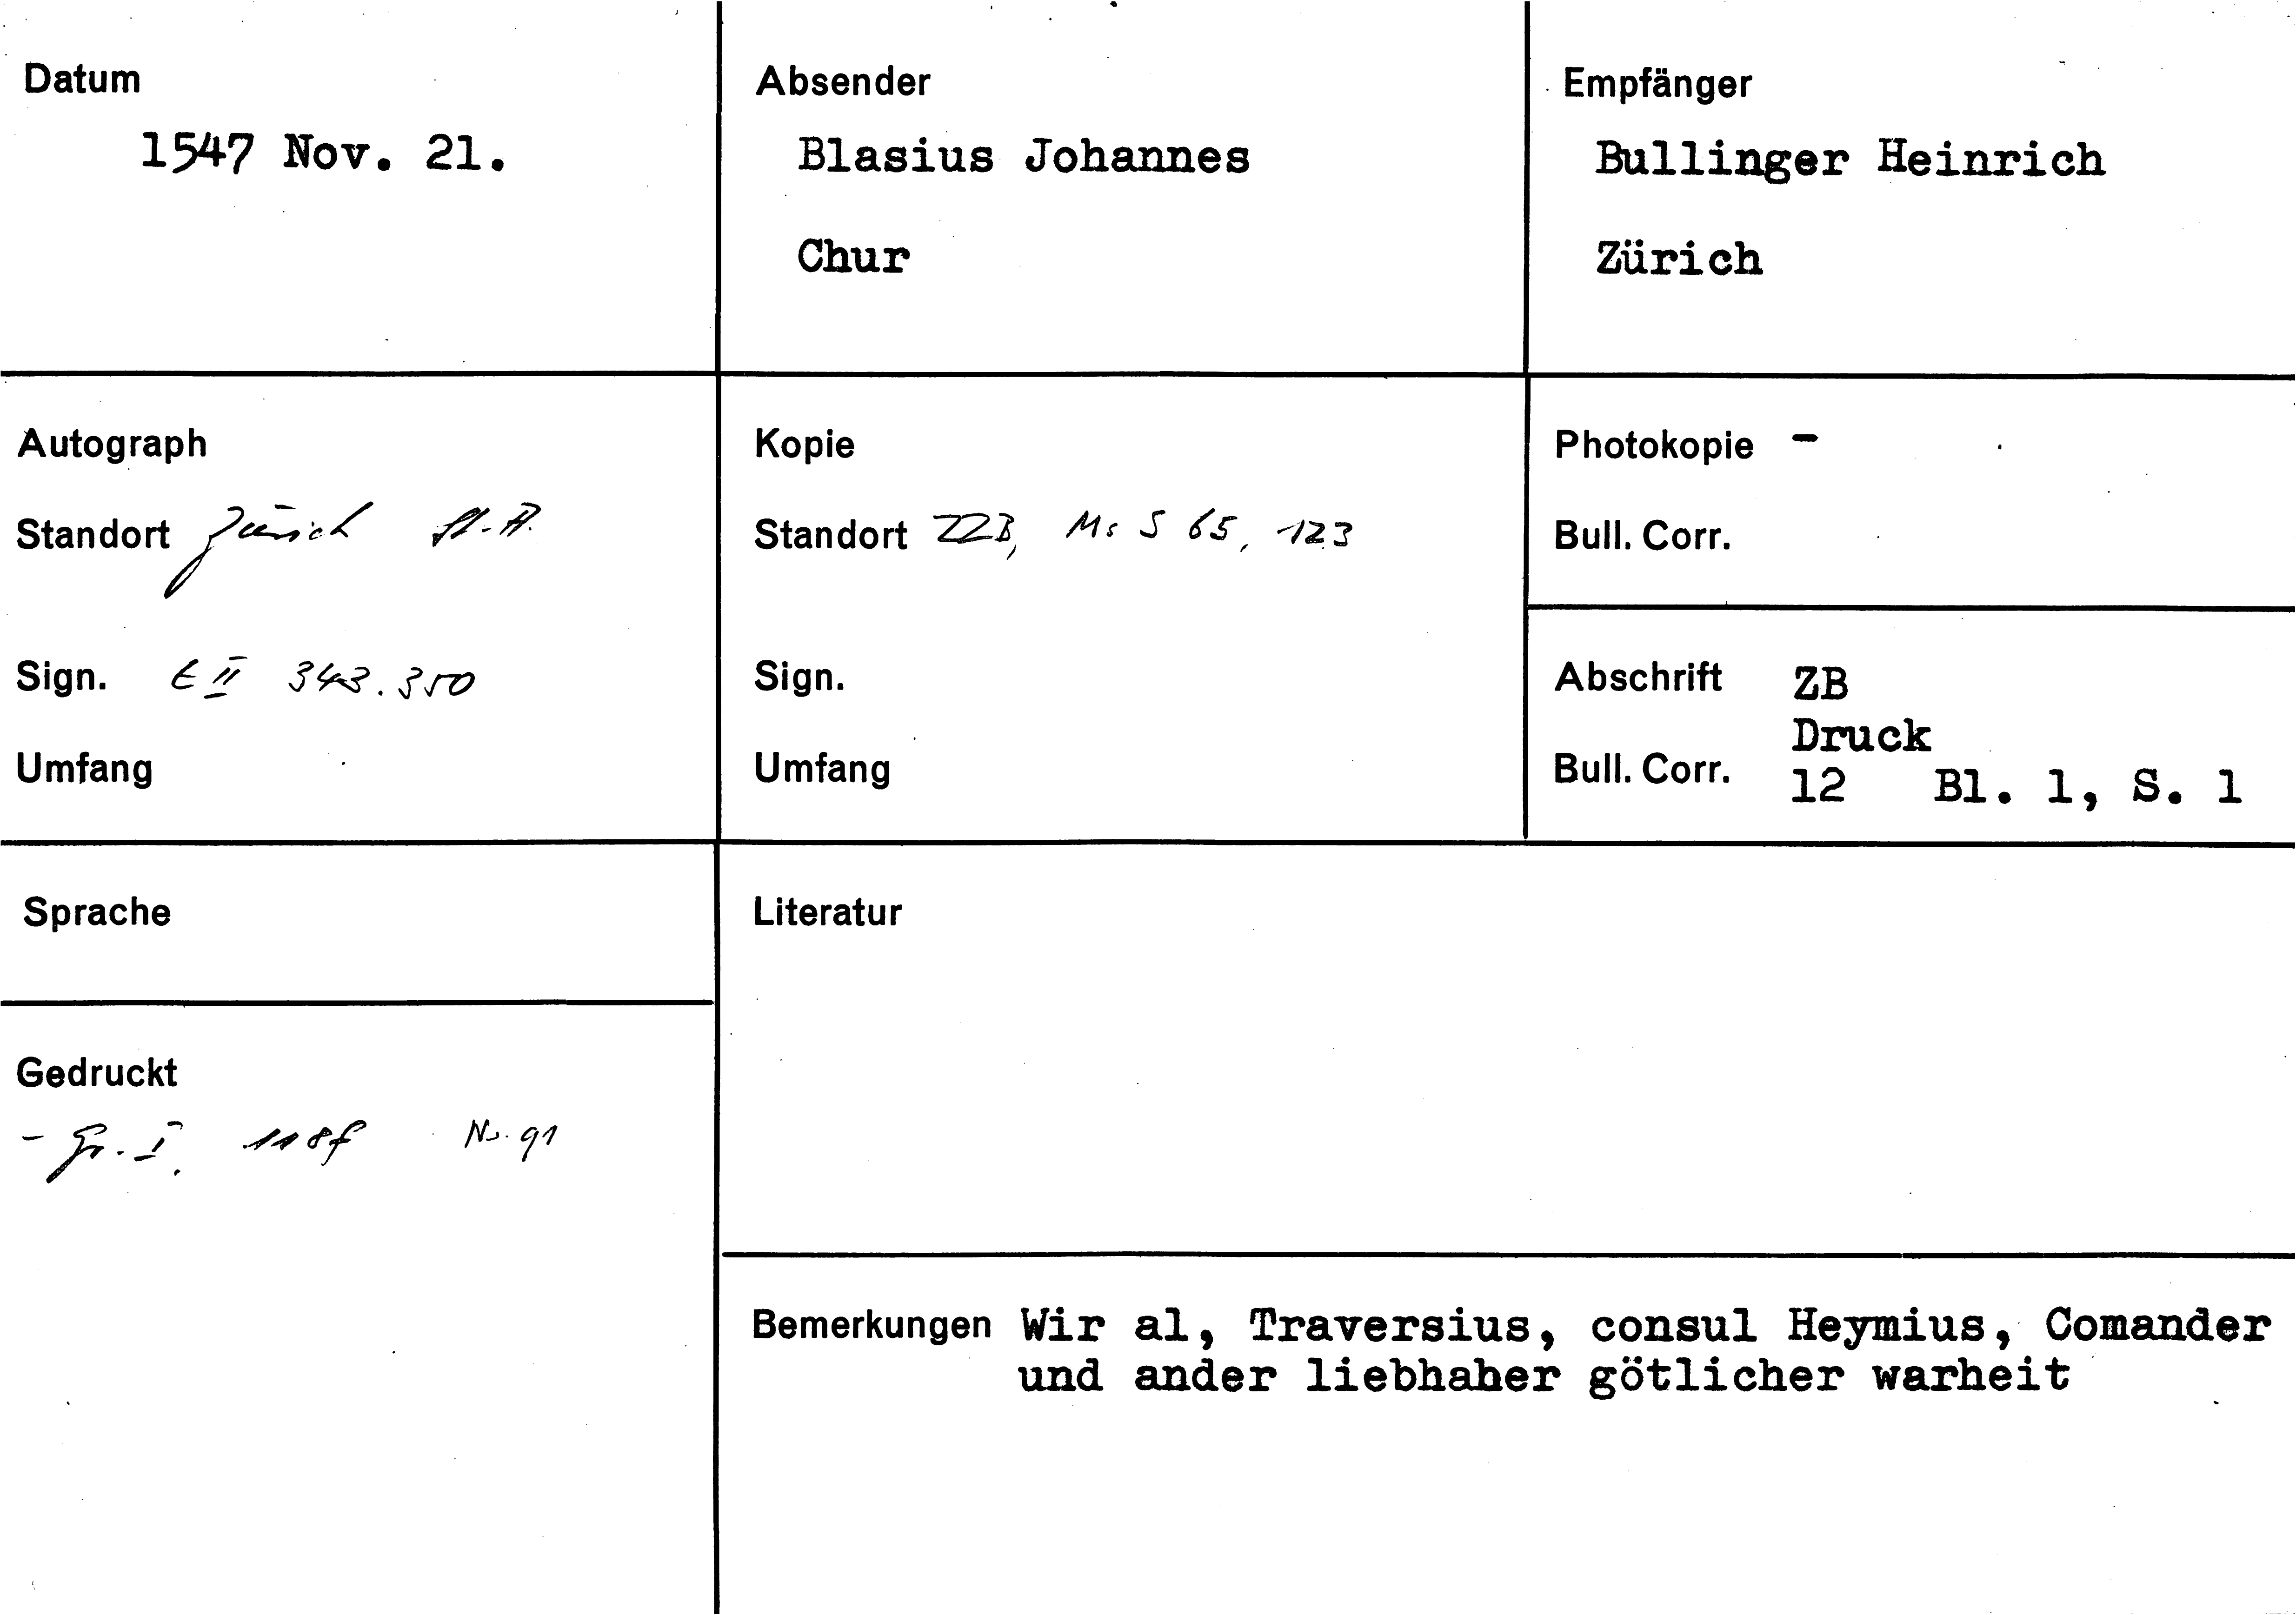 Datum
1547 Nov. 21.
Absender
Blasius Johannes
Chur
Empfänger
Bullinger Heinrich
Zürich
Autograph
Standort Zürich St.A.
Sign. E II 343.350
Umfang
Kopie
Standort ZZB, Ms S 65, 123
Sign.
Umfang
Photokopie -
Bull. Corr.
Abschrift ZB
Druck
Bull. Corr. 12 Bl. 1, S. 1
Sprache
Gedruckt
- Gr. I. 118f No. 91
Literatur
Bemerkungen Wir al, Traversius, consul Heymius, Comander
und ander liebhaber götlicher warheit